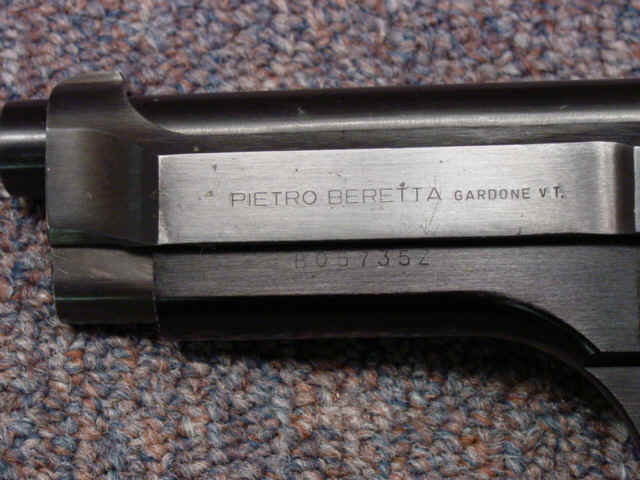 PIETRO BERETTA GARDONE V.T.
B057352